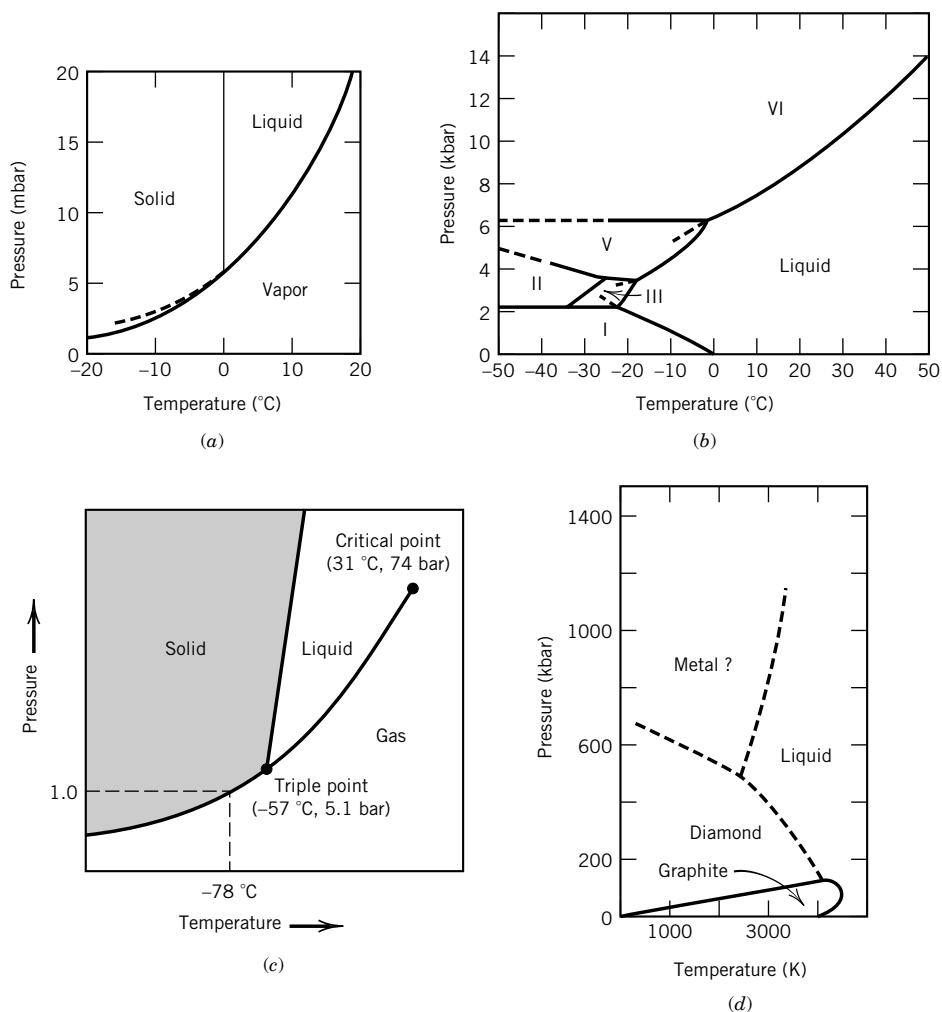 20
15
10
5
0
Pressure (mbar)
Solid
Liquid
Vapor
–20 –10 0 10 20
Temperature (°C)
(a)
14
12
10
8
6
4
2
0
Pressure (kbar)
VI
V
II
III
I
Liquid
–50 –40 –30 –20 –10 0 10 20 30 40 50
Temperature (°C)
(b)
Pressure
1.0
Solid
Liquid
Critical point
(31 °C, 74 bar)
Gas
Triple point
(–57 °C, 5.1 bar)
–78 °C
Temperature
(c)
1400
1000
600
200
0
Pressure (kbar)
Metal ?
Liquid
Diamond
Graphite
1000 3000
Temperature (K)
(d)